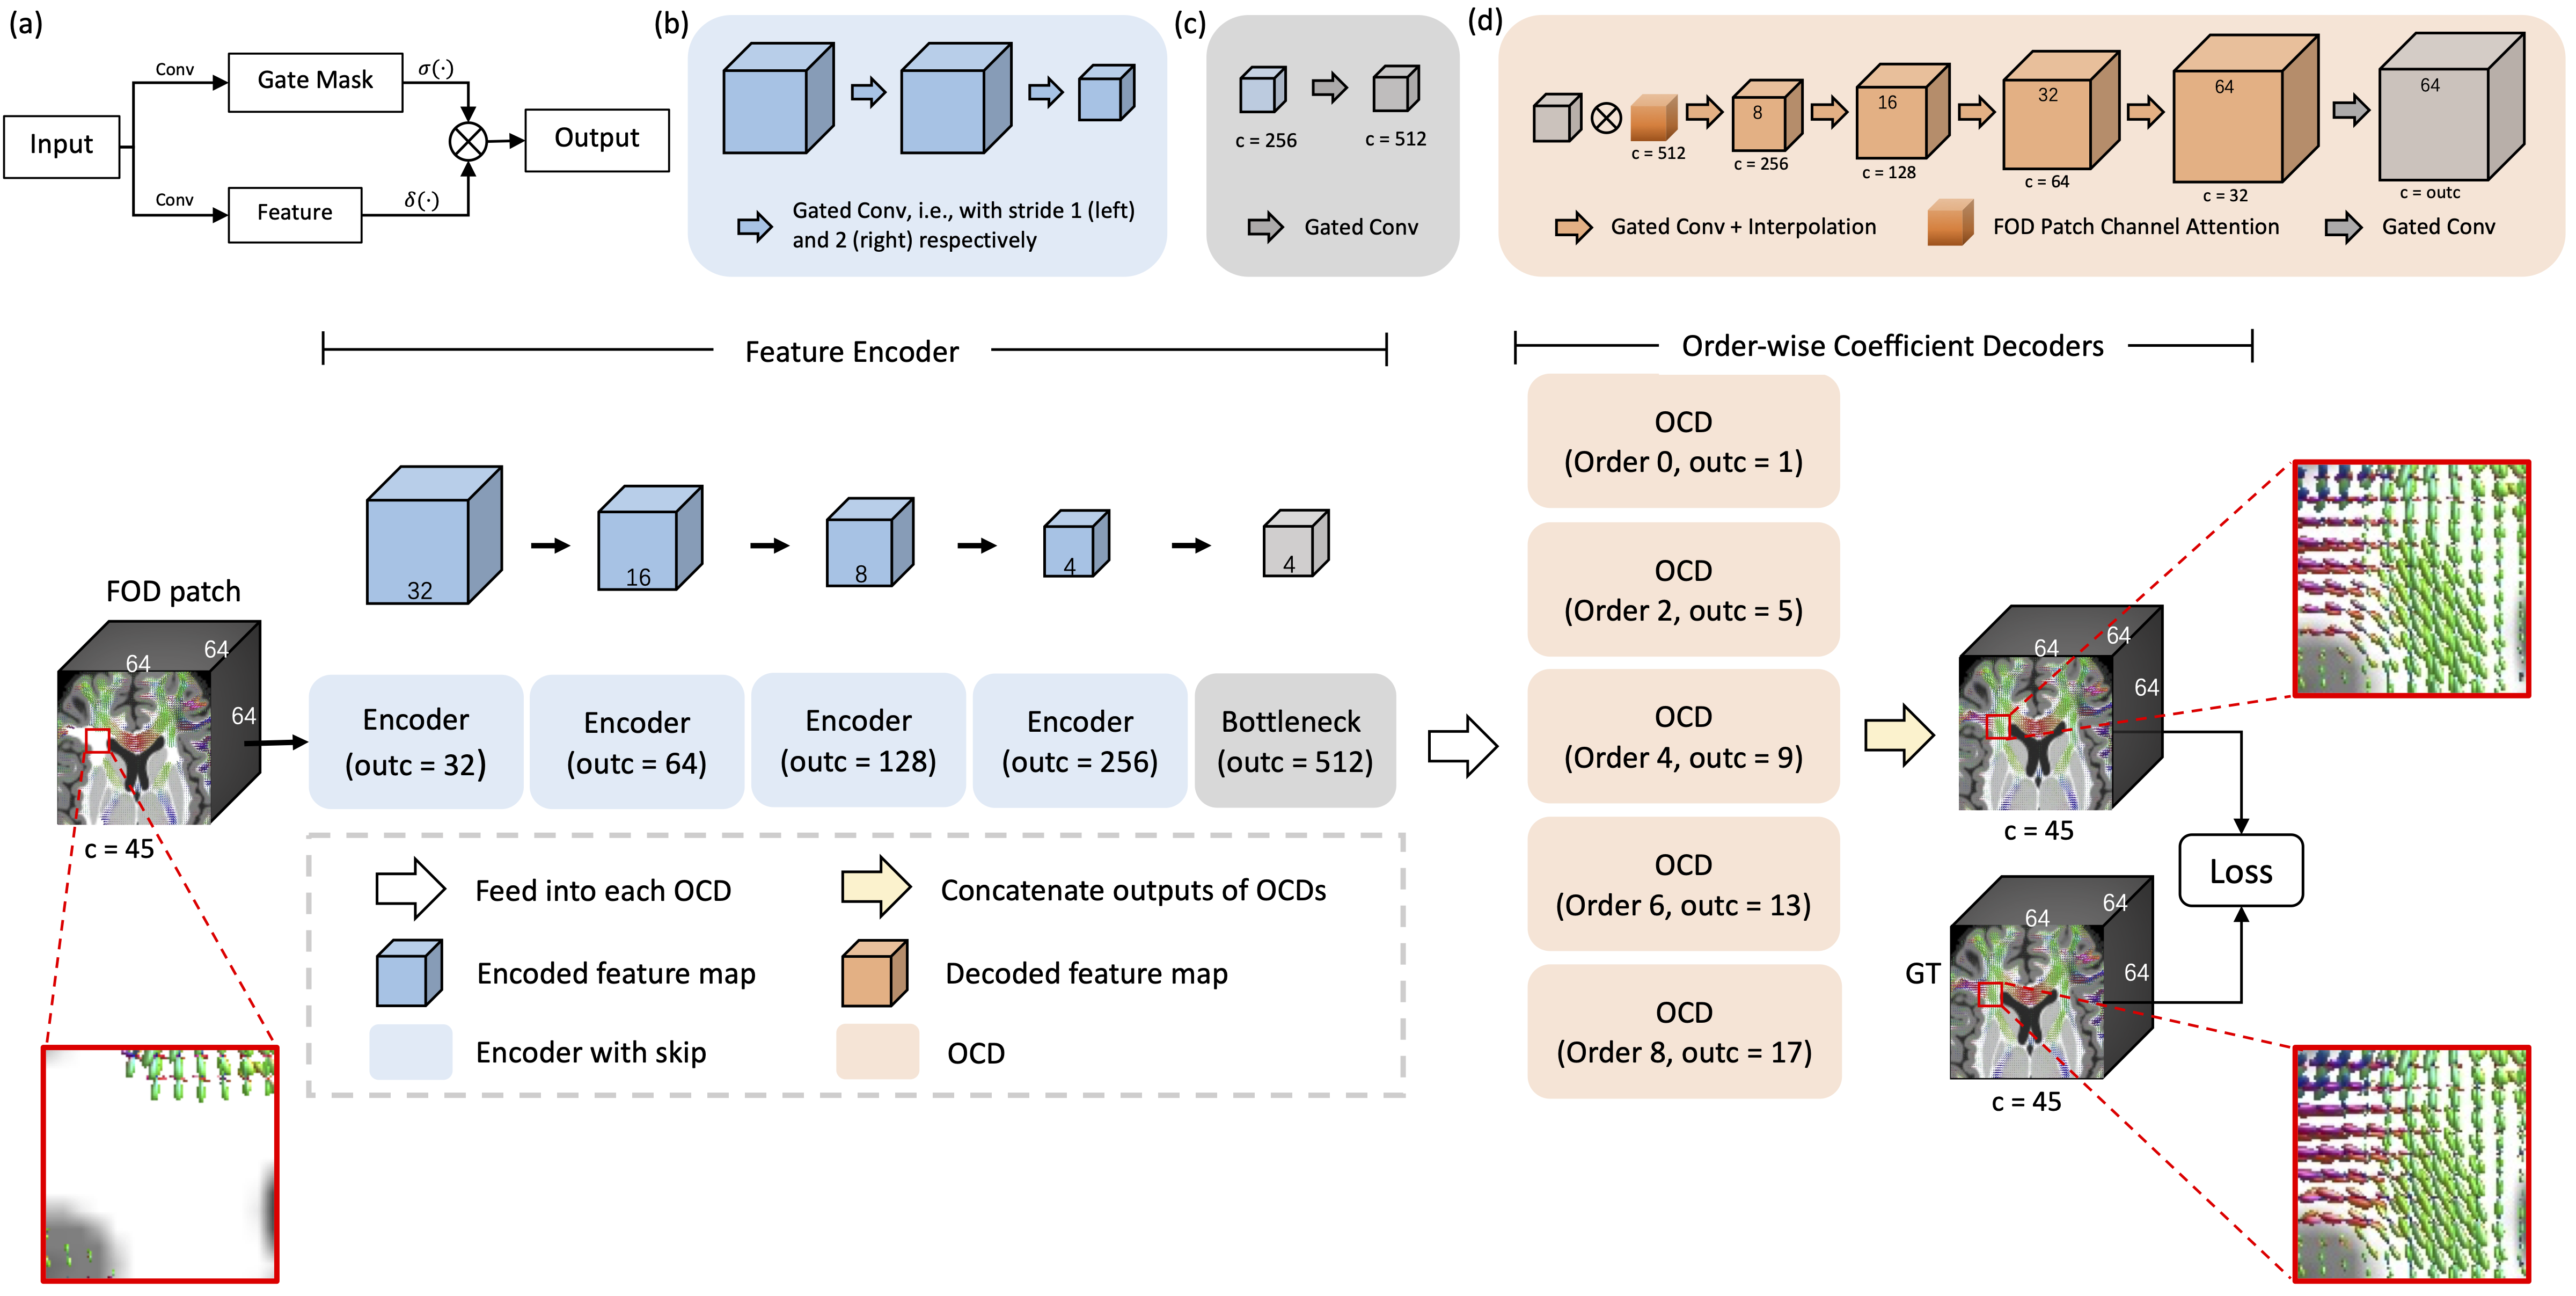 (a)
Input
Conv
Gate Mask
σ(·)
Conv
Feature
δ(·)
Output
(b)
Gated Conv, i.e., with stride 1 (left)
and 2 (right) respectively
(c)
c = 256
c = 512
Gated Conv
(d)
c = 512
8
c = 256
16
c = 128
32
c = 64
64
c = 32
64
c = outc
Gated Conv + Interpolation
FOD Patch Channel Attention
Gated Conv
Feature Encoder
Order-wise Coefficient Decoders
32
16
8
4
4
FOD patch
64
64
64
c = 45
Encoder
(outc = 32)
Encoder
(outc = 64)
Encoder
(outc = 128)
Encoder
(outc = 256)
Bottleneck
(outc = 512)
Feed into each OCD
Concatenate outputs of OCDs
Encoded feature map
Decoded feature map
Encoder with skip
OCD
OCD
(Order 0, outc = 1)
OCD
(Order 2, outc = 5)
OCD
(Order 4, outc = 9)
OCD
(Order 6, outc = 13)
OCD
(Order 8, outc = 17)
64
64
64
c = 45
Loss
GT
64
64
64
c = 45